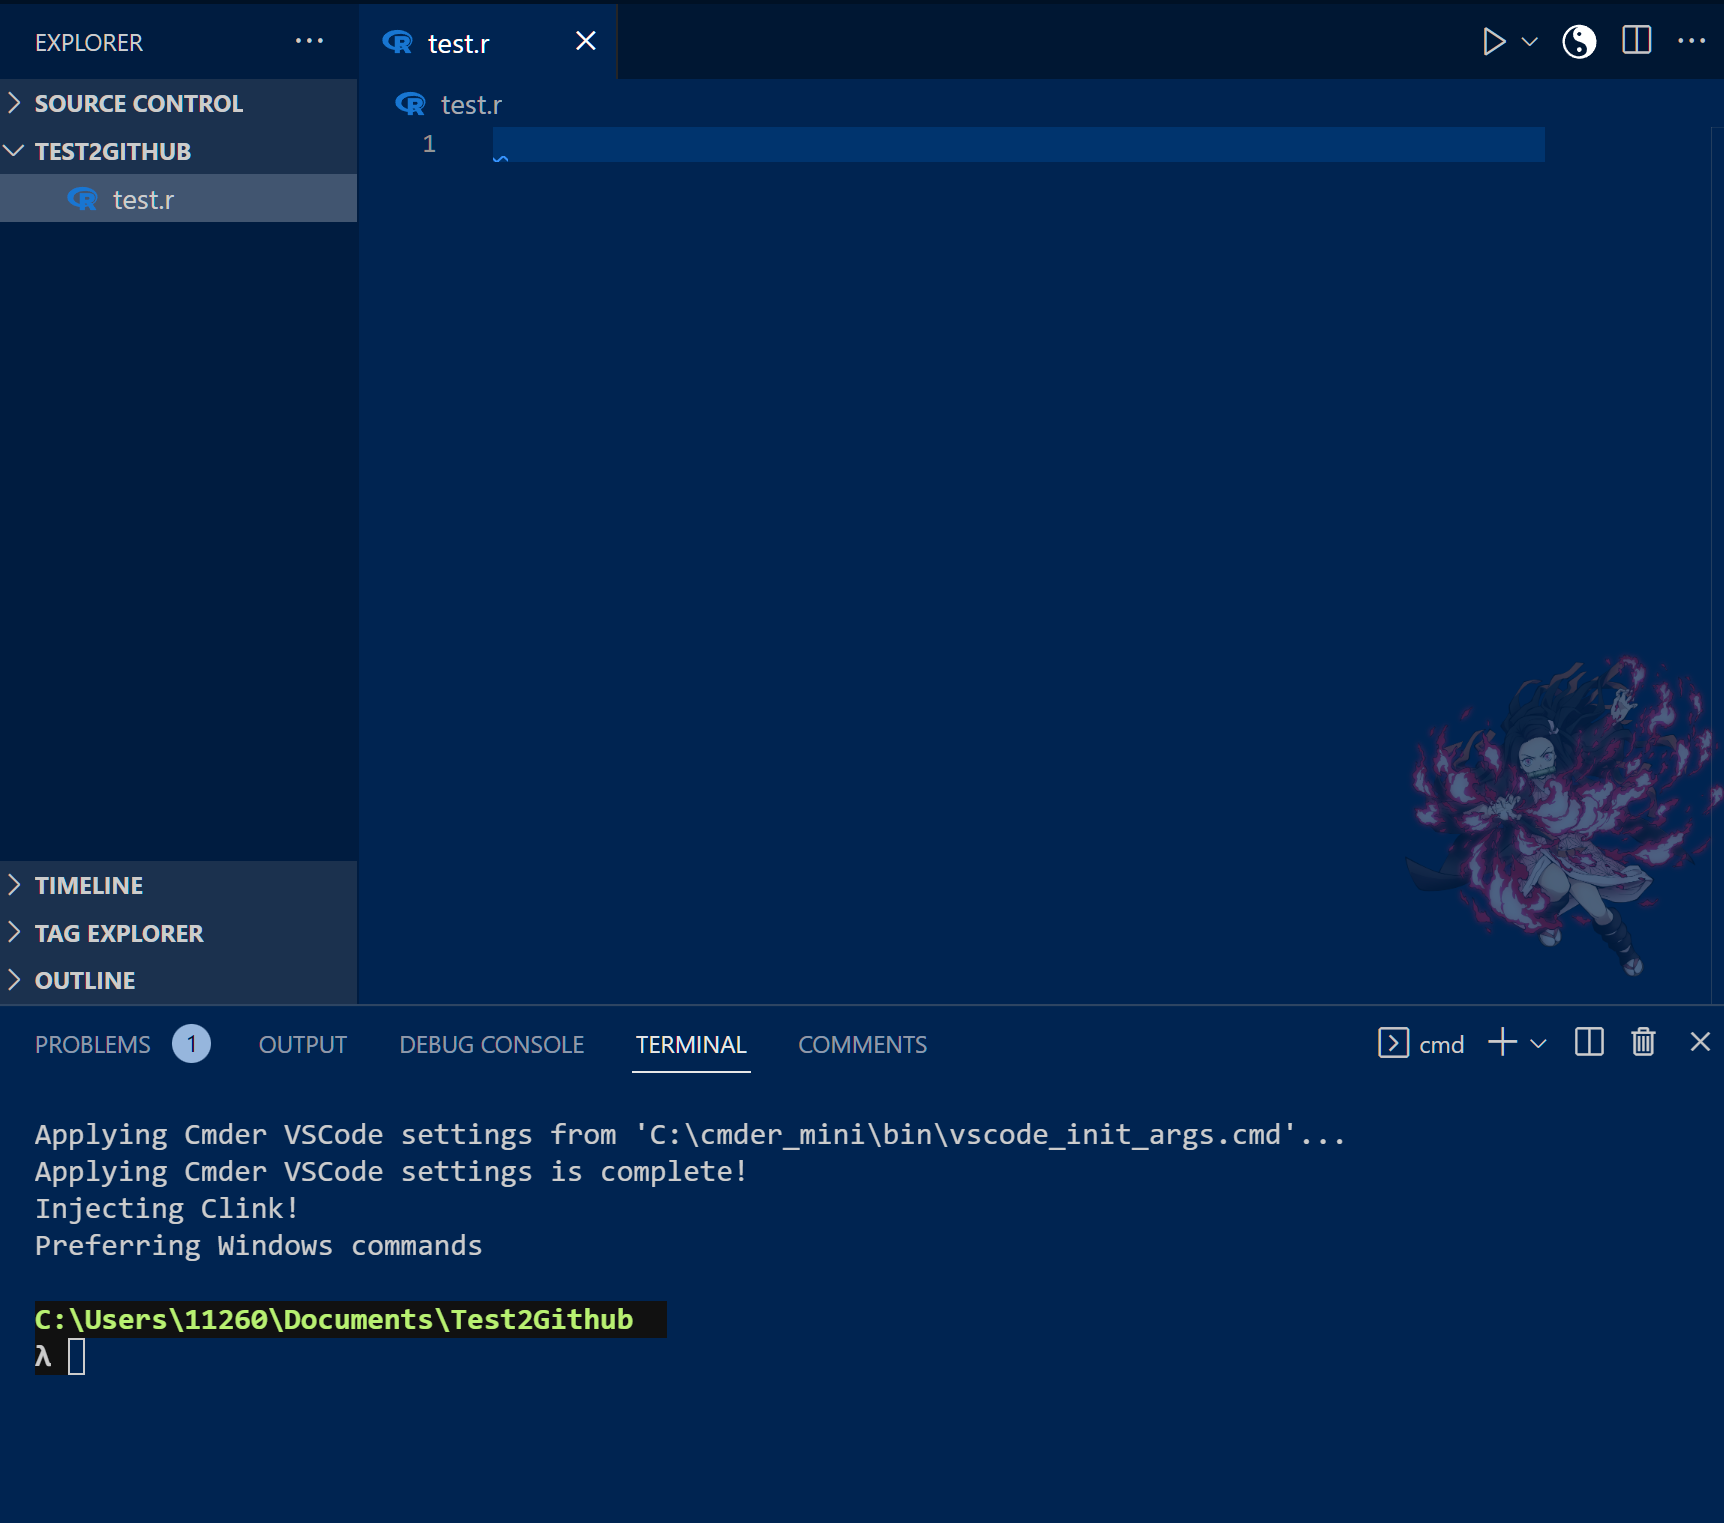 EXPLORER
SOURCE CONTROL
TEST2GITHUB
test.r
TIMELINE
TAG EXPLORER
OUTLINE
test.r
test.r
1
PROBLEMS 1 OUTPUT DEBUG CONSOLE TERMINAL COMMENTS cmd
Applying Cmder VSCode settings from 'C:\cmder_mini\bin\vscode_init_args.cmd'...
Applying Cmder VSCode settings is complete!
Injecting Clink!
Preferring Windows commands
C:\Users\11260\Documents\Test2Github
λ